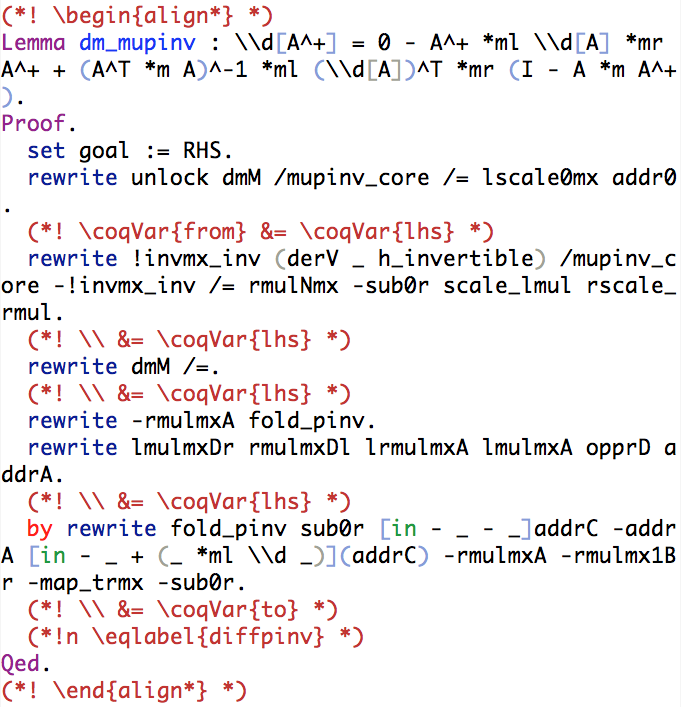 (*! \begin{align*} *)
Lemma dm_mupinv : \\d[A^+] = 0 - A^+ *ml \\d[A] *mr
A^+ + (A^T *m A)^-1 *ml (\\d[A])^T *mr (I - A *m A^+
).
Proof.
  set goal := RHS.
  rewrite unlock dmM /mupinv_core /= lscale0mx addr0
.
  (*! \coqVar{from} &= \coqVar{lhs} *)
  rewrite !invmx_inv (derV _ h_invertible) /mupinv_c
ore -!invmx_inv /= rmulNmx -sub0r scale_lmul rscale_
rmul.
  (*! \\ &= \coqVar{lhs} *)
  rewrite dmM /=.
  (*! \\ &= \coqVar{lhs} *)
  rewrite -rmulmxA fold_pinv.
  rewrite lmulmxDr rmulmxDl lrmulmxA lmulmxA opprD a
ddrA.
  (*! \\ &= \coqVar{lhs} *)
  by rewrite fold_pinv sub0r [in - _ - _]addrC -addr
A [in - _ + (_ *ml \\d _)](addrC) -rmulmxA -rmulmx1B
r -map_trmx -sub0r.
  (*! \\ &= \coqVar{to} *)
  (*!n \eqlabel{diffpinv} *)
Qed.
(*! \end{align*} *)